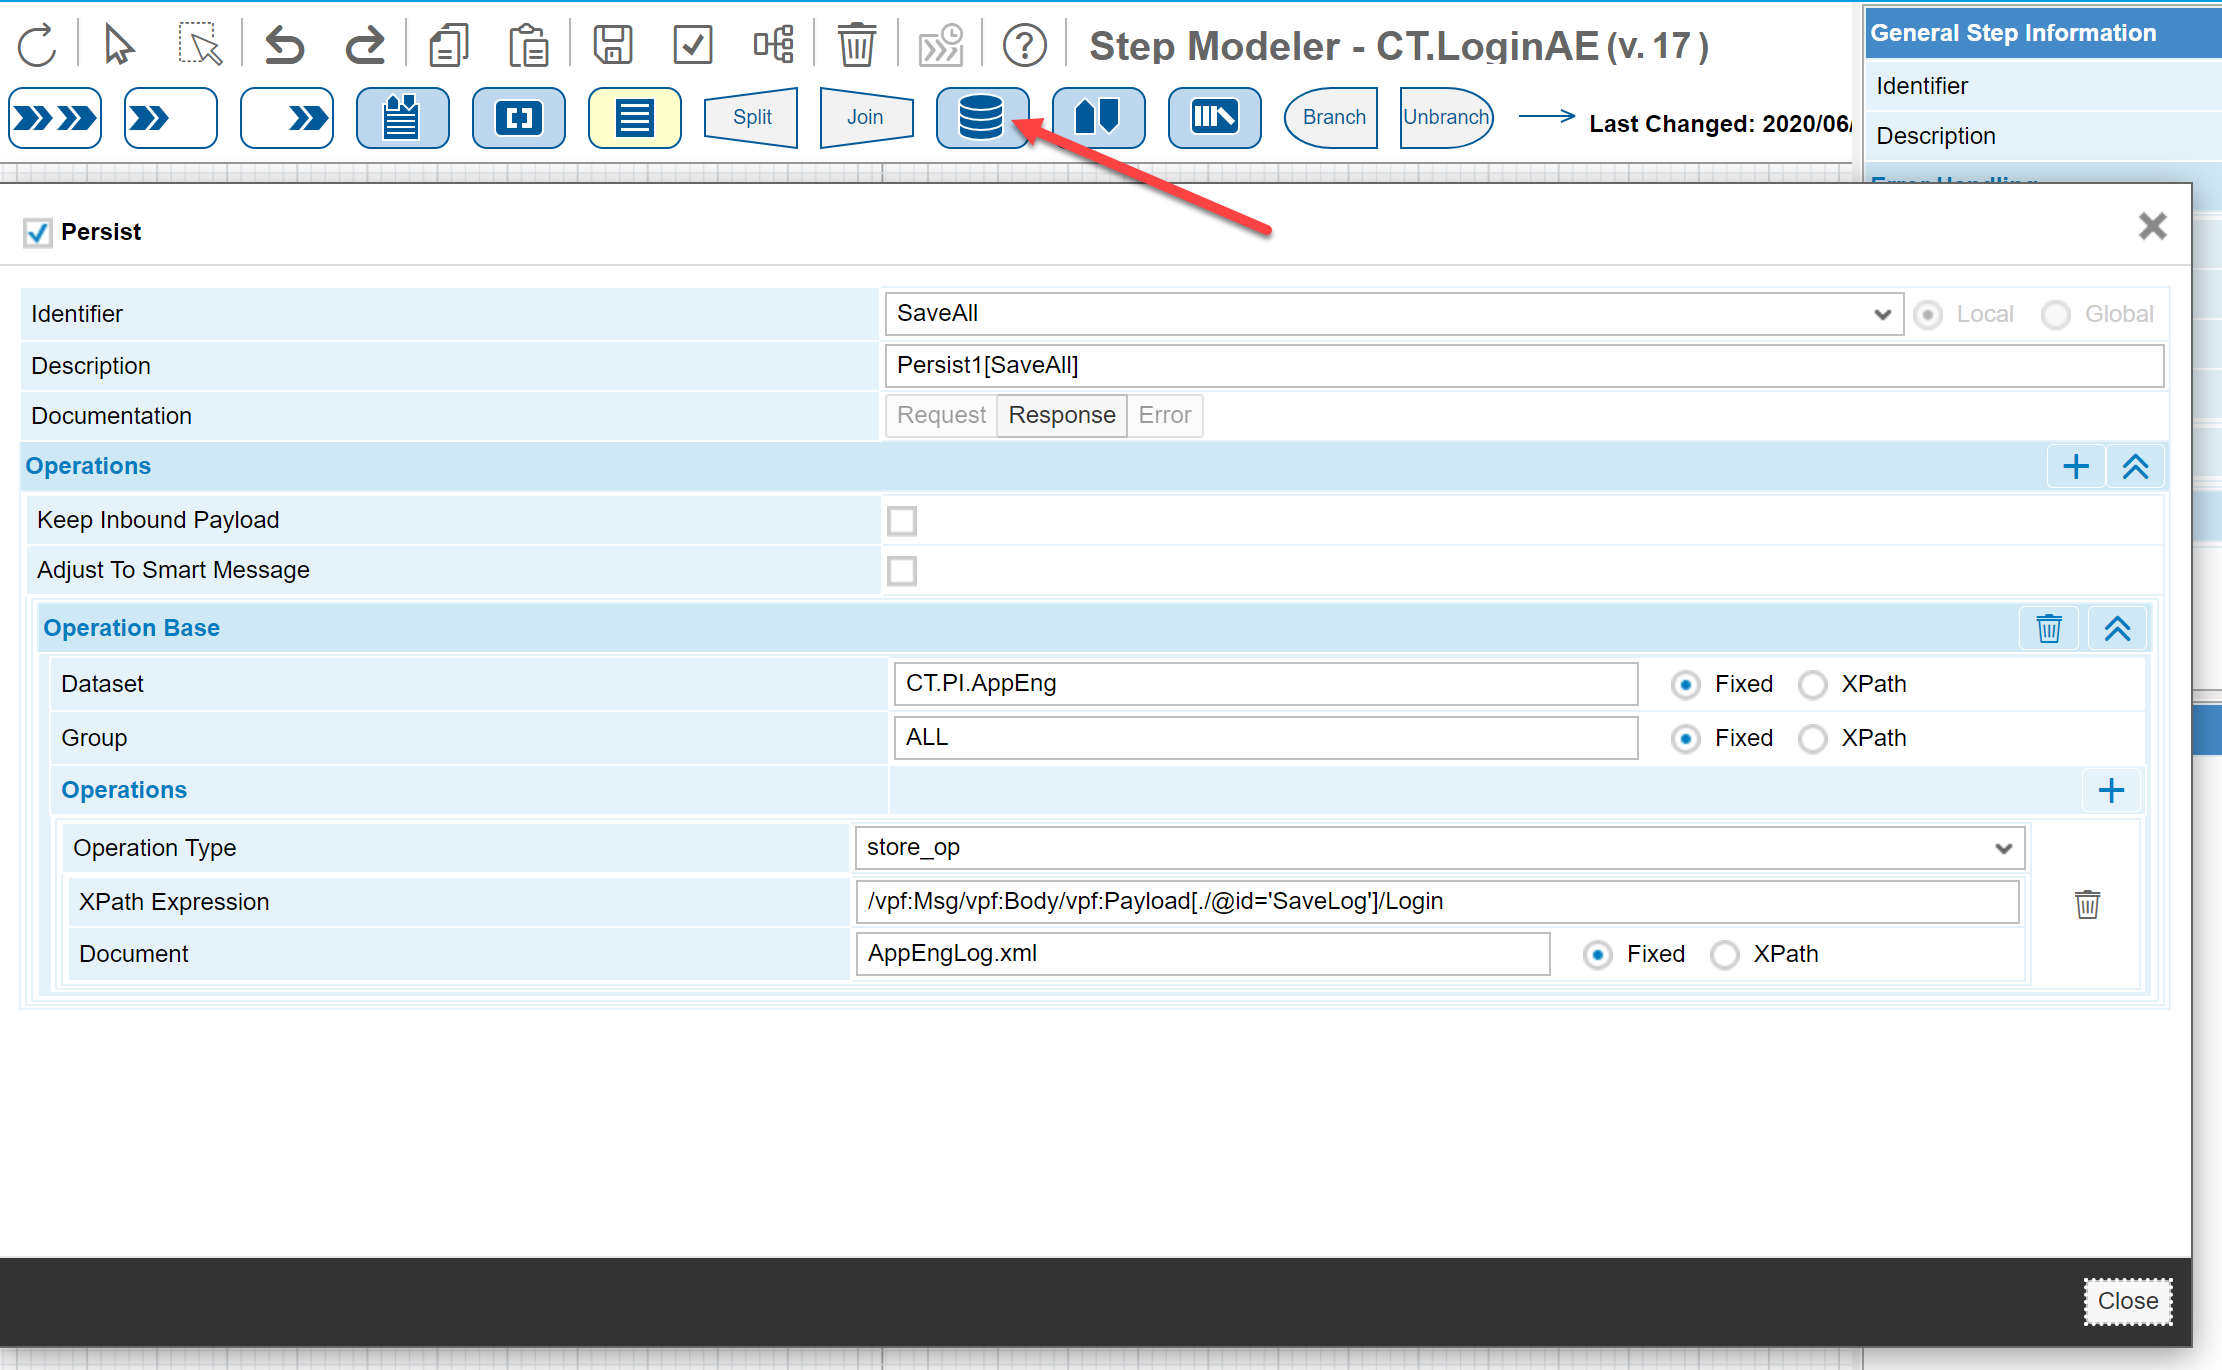 Step Modeler - CT.LoginAE (v. 17 )
General Step Information
Identifier
Description
Split
Join
Branch
Unbranch
Last Changed: 2020/06/
Error Handling
Persist
Identifier
SaveAll
Local
Global
Description
Persist1[SaveAll]
Documentation
Request
Response
Error
Operations
Keep Inbound Payload
Adjust To Smart Message
Operation Base
Dataset
CT.PI.AppEng
Fixed
XPath
Group
ALL
Fixed
XPath
Operations
Operation Type
store_op
XPath Expression
/vpf:Msg/vpf:Body/vpf:Payload[./@id='SaveLog']/Login
Document
AppEngLog.xml
Fixed
XPath
Close